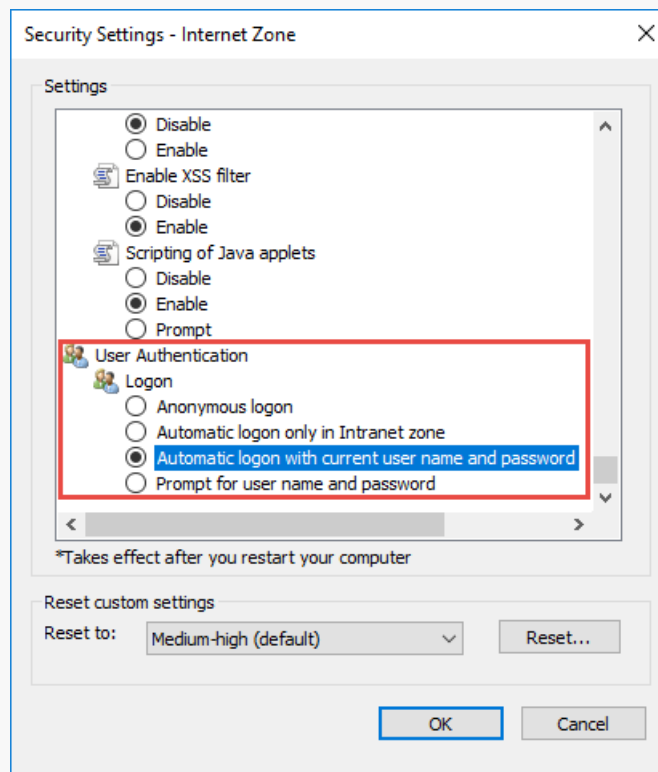 Security Settings - Internet Zone
Settings
Disable
Enable
Enable XSS filter
Disable
Enable
Scripting of Java applets
Disable
Enable
Prompt
User Authentication
Logon
Anonymous logon
Automatic logon only in Intranet zone
Automatic logon with current user name and password
Prompt for user name and password
*Takes effect after you restart your computer
Reset custom settings
Reset to: Medium-high (default) Reset...
OK Cancel